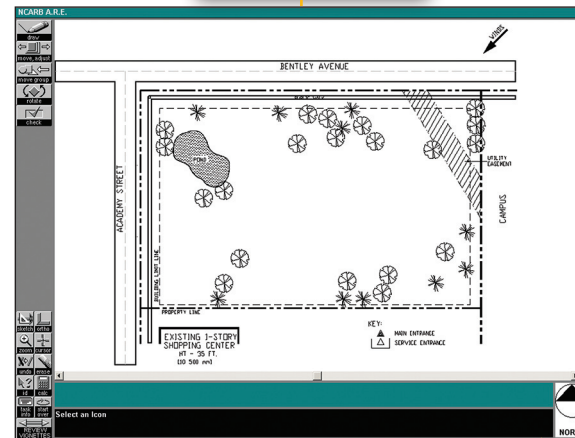 NCARB A.R.E.
draw
move, adjust
move group
rotate
check
sketch
ortho
zoom
cursor
undo
erase
id
calc
task info
start over
REVIEW
VIGNETTES
WINDS
BENTLEY AVENUE
ACADEMY STREET
POND
UTILITY
EASEMENT
CAMPUS
BUILDING LIMIT LINE
PROPERTY LINE
EXISTING 1-STORY
SHOPPING CENTER
HT - 35 FT.
(10 500 mm)
KEY:
MAIN ENTRANCE
SERVICE ENTRANCE
Select an Icon
NOR